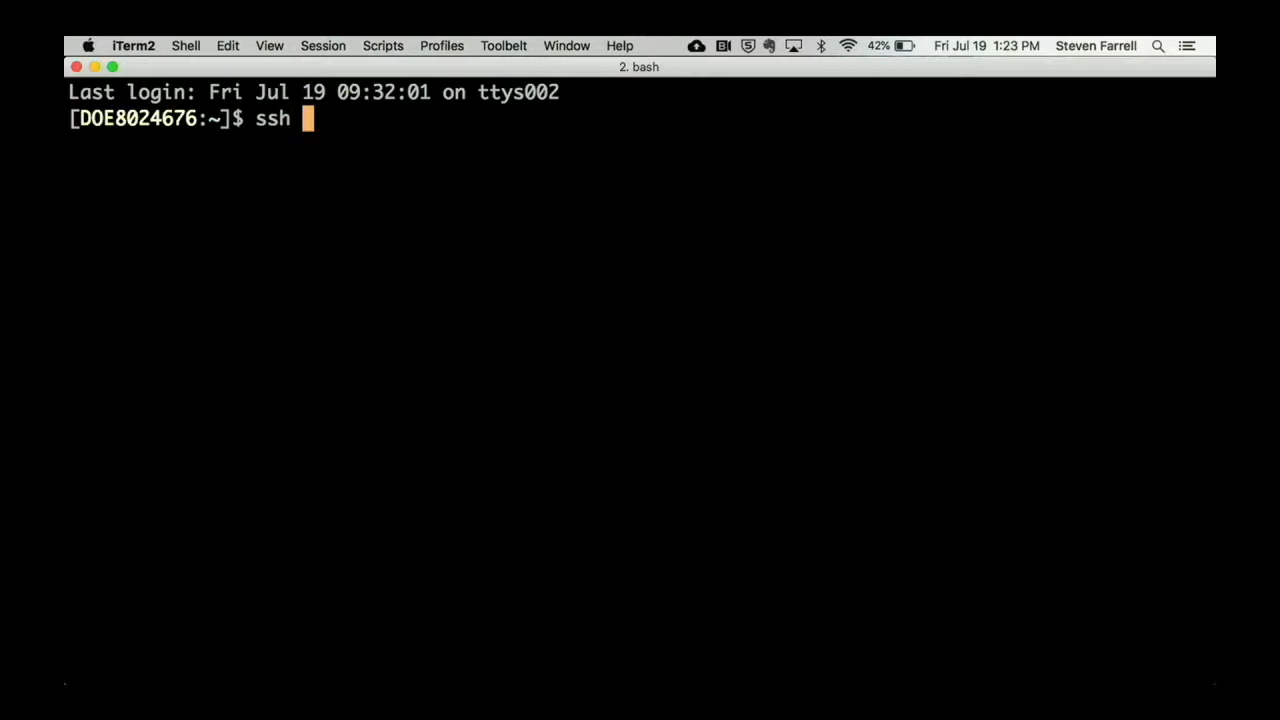 iTerm2 Shell Edit View Session Scripts Profiles Toolbelt Window Help 42% Fri Jul 19 1:23 PM Steven Farrell
2. bash
Last login: Fri Jul 19 09:32:01 on ttys002
[DOE8024676:~]$ ssh